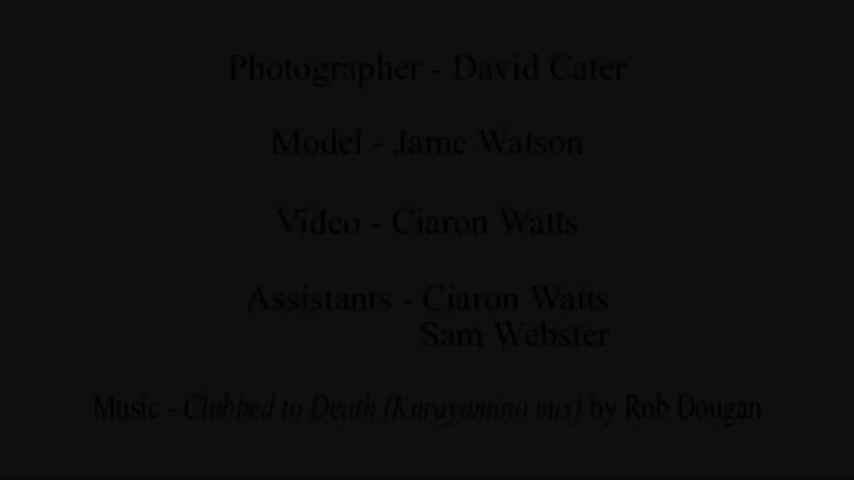 Photographer - David Cater
Model - Jame Watson
Video - Ciaron Watts
Assistants - Ciaron Watts
Sam Webster
Music - Clubbed to Death (Kurayamino mix) by Rob Dougan